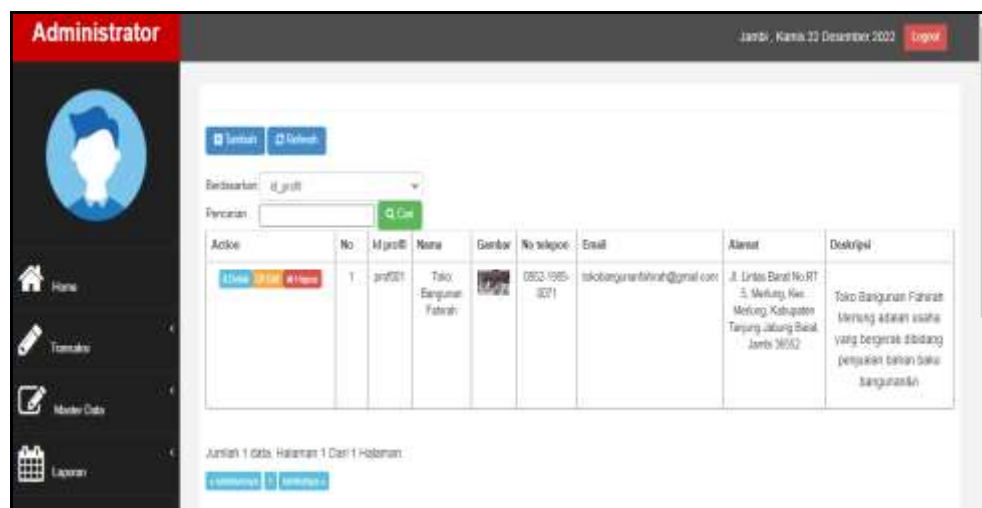 Administrator
Jambi, Kamis 22 Desember 2022 Logout
Tambah Refresh
Berdasarkan id_profil
Pencarian Cari
Action No Id profil Nama Gambar No telepon Email Alamat Deskripsi
Detail Edit Hapus 1 prof001 Toko Bangunan Fahirah 0852-1985-0071 tokobangunanfahirah@gmail.com Jl. Lintas Barat No.RT 5, Merlung, Kec. Merlung, Kabupaten Tanjung Jabung Barat, Jambi 36552 Toko Bangunan Fahirah Merlung adalah usaha yang bergerak dibidang penjualan bahan baku
Home
Transaksi
Master Data
Laporan
Jumlah 1 data, Halaman 1 Dari 1 Halaman
« sebelumnya 1 berikutnya »